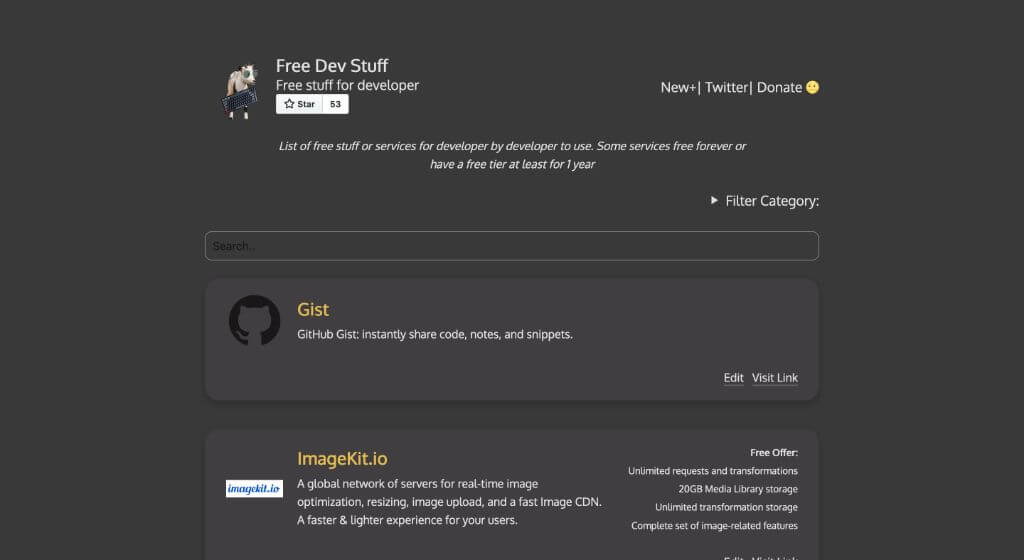 Free Dev Stuff
Free stuff for developer
Star 53
New+| Twitter| Donate
List of free stuff or services for developer by developer to use. Some services free forever or
have a free tier at least for 1 year
Filter Category:
Search..
Gist
GitHub Gist: instantly share code, notes, and snippets.
Edit Visit Link
ImageKit.io
imagekit.io
A global network of servers for real-time image
optimization, resizing, image upload, and a fast Image CDN.
A faster & lighter experience for your users.
Free Offer:
Unlimited requests and transformations
20GB Media Library storage
Unlimited transformation storage
Complete set of image-related features
Edit Visit Link